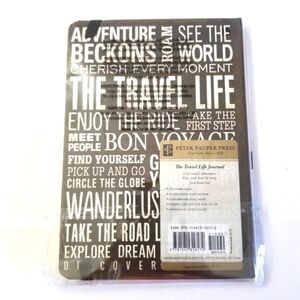 ADVENTURE
BECKONS
ROAM
SEE THE
WORLD
CHERISH EVERY MOMENT
THE TRAVEL LIFE
ENJOY THE RIDE
TAKE THE
FIRST STEP
MEET
PEOPLE
BON VOYAGE
FIND YOURSELF
PICK UP AND GO
CIRCLE THE GLOBE
WANDERLUS
TAKE THE ROAD L
EXPLORE DREAM
DISCOVER
PETER PAUPER PRESS
The Travel Life Journal